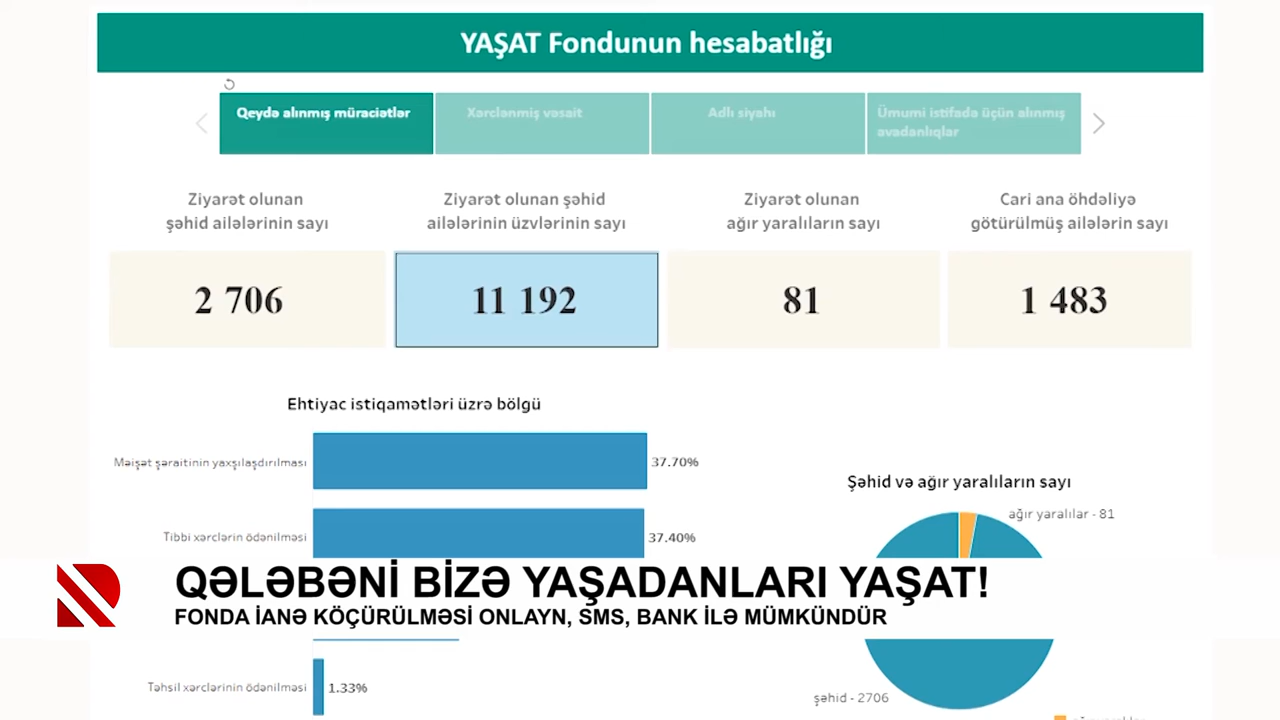 YAŞAT Fondunun hesabatlığı
Qeydə alınmış müraciətlər
Xərclənmiş vəsait
Adlı siyahı
Ümumi istifadə üçün alınmış
avadanlıqlar
Ziyarət olunan
şəhid ailələrinin sayı
Ziyarət olunan şəhid
ailələrinin üzvlərinin sayı
Ziyarət olunan
ağır yaralıların sayı
Cari ana öhdəliyə
götürülmüş ailələrin sayı
2 706
11 192
81
1 483
Ehtiyac istiqamətləri üzrə bölgü
Məişət şəraitinin yaxşılaşdırılması
37.70%
Şəhid və ağır yaralıların sayı
ağır yaralılar - 81
Tibbi xərclərin ödənilməsi
37.40%
QƏLƏBƏNİ BİZƏ YAŞADANLARI YAŞAT!
FONDA İANƏ KÖÇÜRÜLMƏSİ ONLAYN, SMS, BANK İLƏ MÜMKÜNDÜR
Təhsil xərclərinin ödənilməsi
1.33%
şəhid - 2706